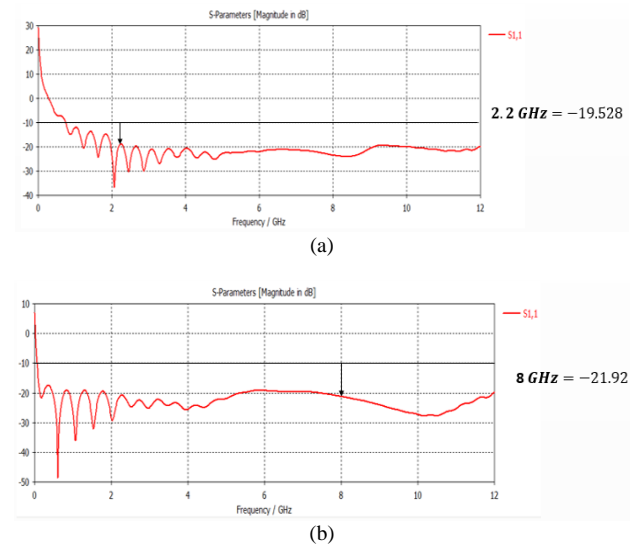 S-Parameters [Magnitude in dB]
30
20
10
0
-10
-20
-30
-40
0 2 4 6 8 10 12
Frequency / GHz
S1,1
2.2 GHz = −19.528
(a)
S-Parameters [Magnitude in dB]
10
0
-10
-20
-30
-40
-50
0 2 4 6 8 10 12
Frequency / GHz
S1,1
8 GHz = −21.92
(b)